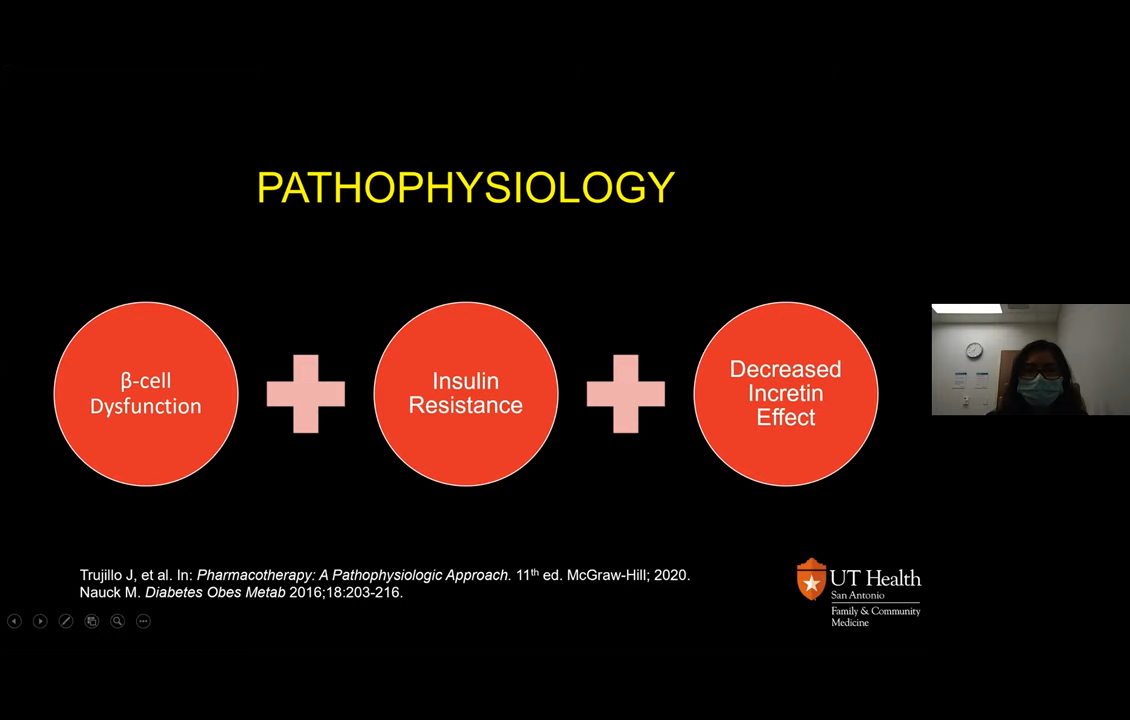 PATHOPHYSIOLOGY
β-cell
Dysfunction
Insulin
Resistance
Decreased
Incretin
Effect
Trujillo J, et al. In: Pharmacotherapy: A Pathophysiologic Approach. 11th ed. McGraw-Hill; 2020.
Nauck M. Diabetes Obes Metab 2016;18:203-216.
UT Health
San Antonio
Family & Community
Medicine